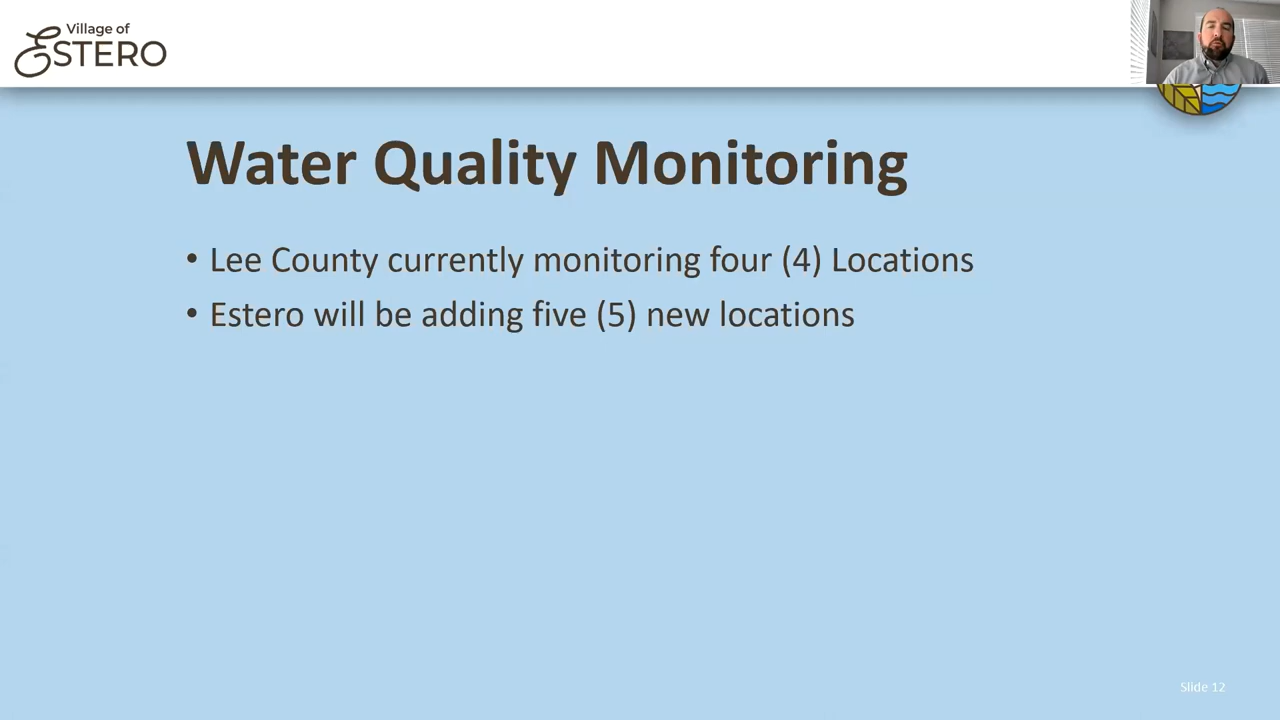 Village of
ESTERO
Water Quality Monitoring
• Lee County currently monitoring four (4) Locations
• Estero will be adding five (5) new locations
Slide 12